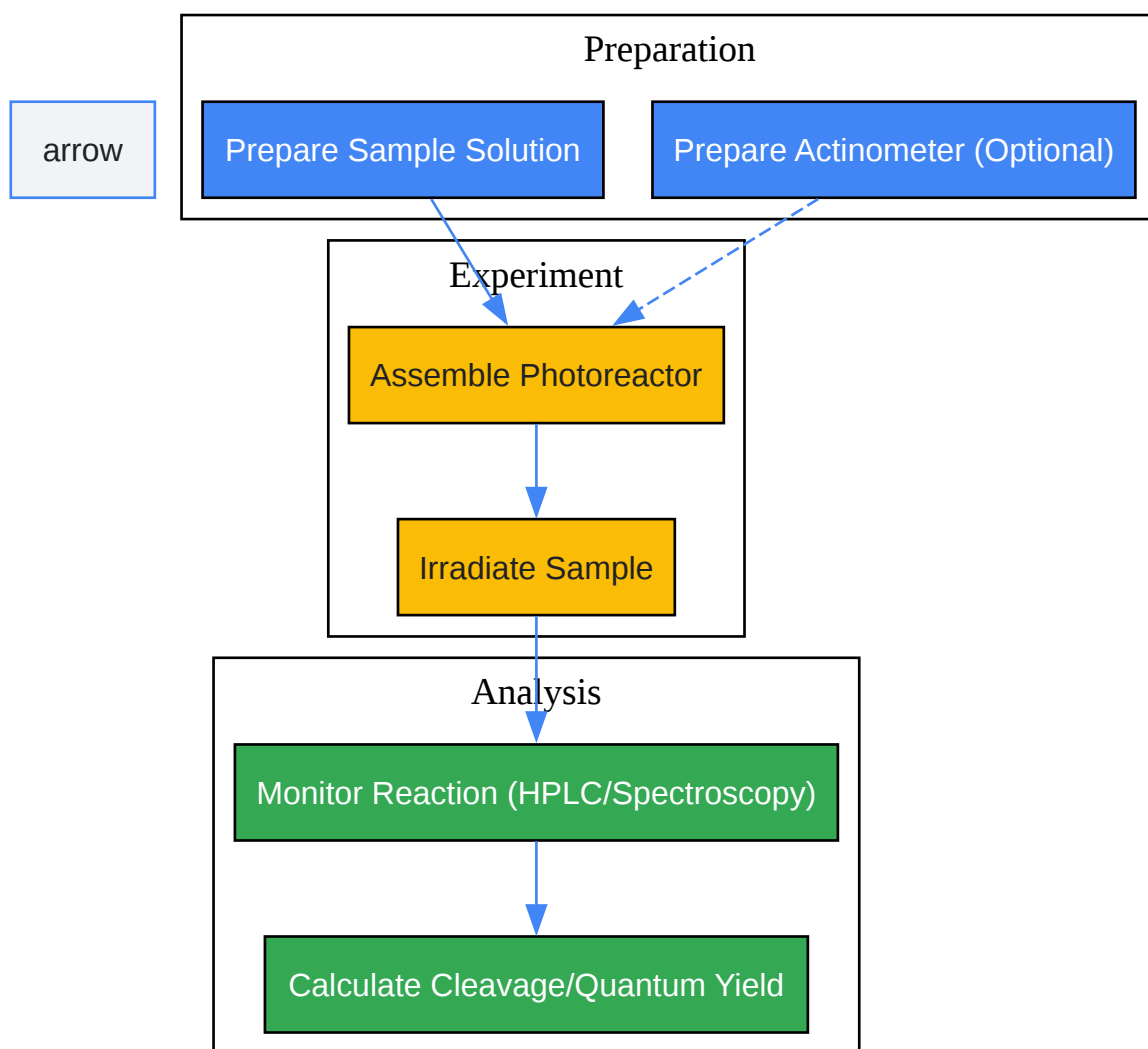 Preparation
arrow
Prepare Sample Solution
Prepare Actinometer (Optional)
Experiment
Assemble Photoreactor
Irradiate Sample
Analysis
Monitor Reaction (HPLC/Spectroscopy)
Calculate Cleavage/Quantum Yield